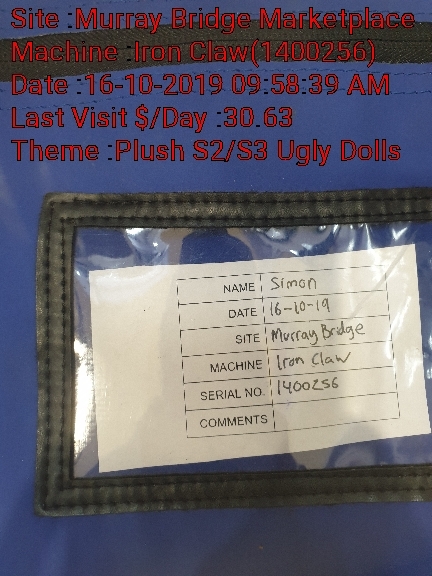 Site :Murray Bridge Marketplace
Machine :Iron Claw(1400256)
Date :16-10-2019 09:58:39 AM
Last Visit $/Day :30.63
Theme :Plush S2/S3 Ugly Dolls
NAME Simon
DATE 16-10-19
SITE Murray Bridge
MACHINE Iron Claw
SERIAL NO. 1400256
COMMENTS